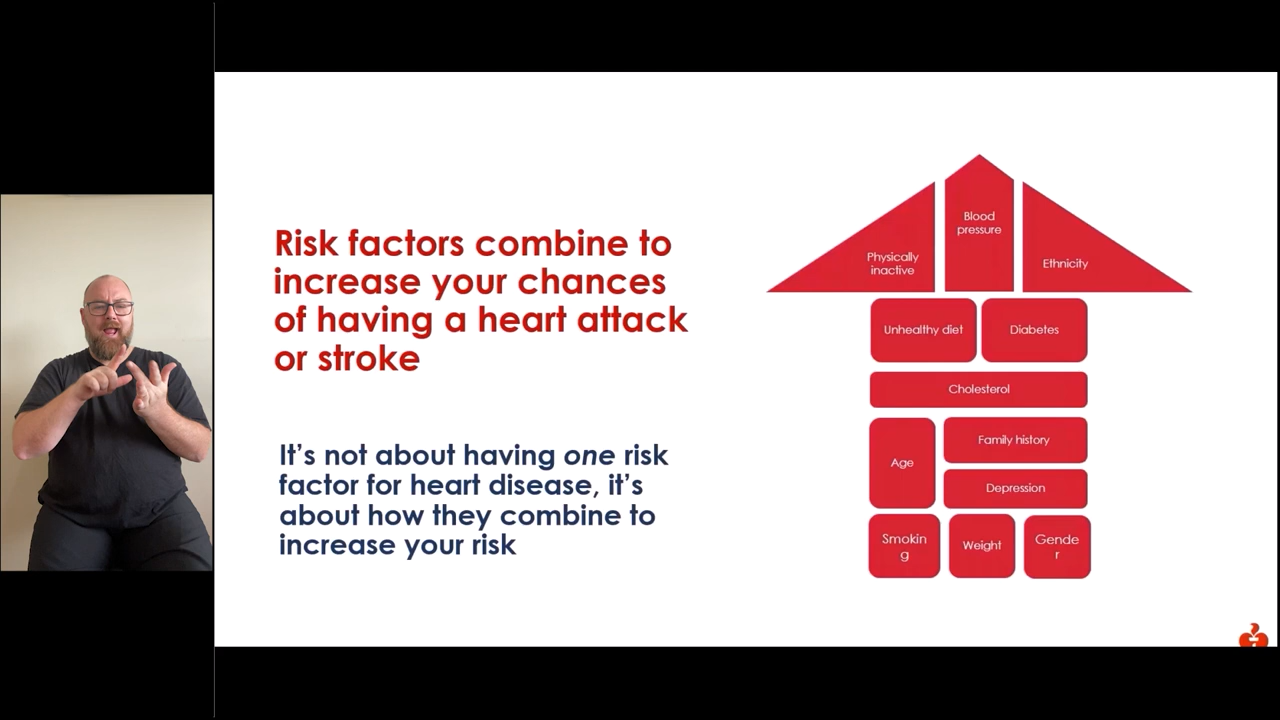 Risk factors combine to
increase your chances
of having a heart attack
or stroke
It's not about having one risk
factor for heart disease, it's
about how they combine to
increase your risk
Blood
pressure
Physically
inactive
Ethnicity
Unhealthy diet
Diabetes
Cholesterol
Age
Family history
Depression
Smokin
g
Weight
Gende
r